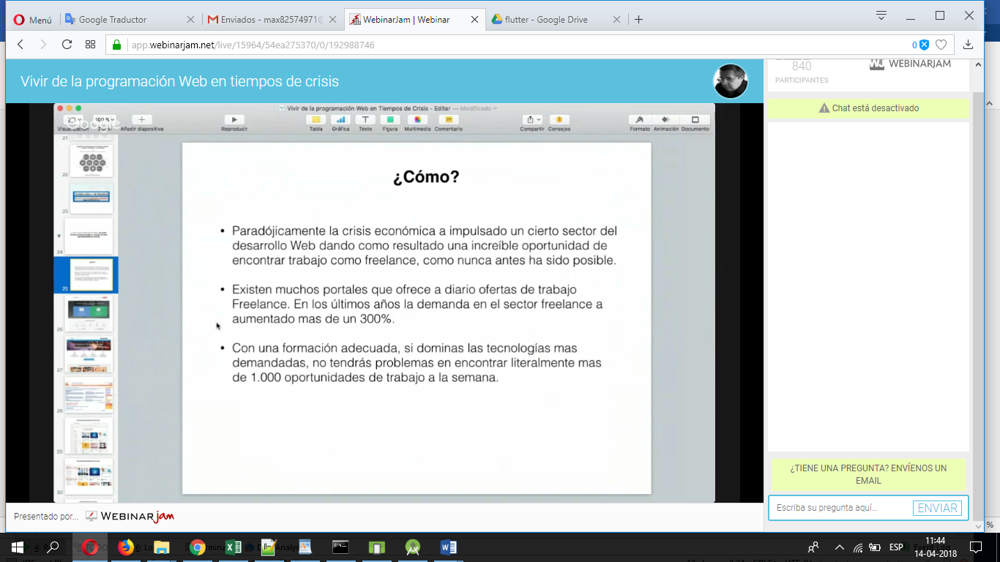 Menú
Google Traductor
Enviados - max82574971@
WebinarJam | Webinar
flutter - Google Drive
app.webinarjam.net/live/15964/54ea275370/0/192988746
0
Vivir de la programación Web en tiempos de crisis
840
PARTICIPANTES
WEBINARJAM
Chat está desactivado
Vivir de la programación Web en Tiempos de Crisis - Editar — Modificado
100 %
Google
Visualización
Zoom
Añadir diapositiva
Reproducir
Tabla
Gráfica
Texto
Figura
Multimedia
Comentario
Compartir
Consejos
Formato
Animación
Documento
21
22
23
24
25
26
27
28
29
30
¿Cómo?
• Paradójicamente la crisis económica a impulsado un cierto sector del
desarrollo Web dando como resultado una increíble oportunidad de
encontrar trabajo como freelance, como nunca antes ha sido posible.
• Existen muchos portales que ofrece a diario ofertas de trabajo
Freelance. En los últimos años la demanda en el sector freelance a
aumentado mas de un 300%.
• Con una formación adecuada, si dominas las tecnologías mas
demandadas, no tendrás problemas en encontrar literalmente mas
de 1.000 oportunidades de trabajo a la semana.
¿TIENE UNA PREGUNTA? ENVÍENOS UN
EMAIL
Escriba su pregunta aquí...
ENVIAR
Presentado por...
WEBINARjam
%
ESP
11:44
14-04-2018